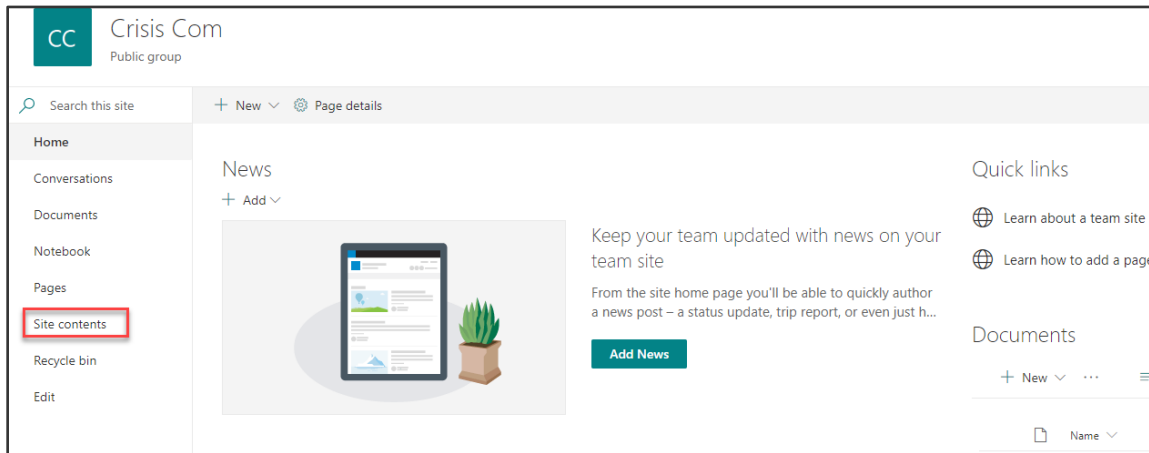 CC
Crisis Com
Public group
Search this site
New
Page details
Home
Conversations
Documents
Notebook
Pages
Site contents
Recycle bin
Edit
News
Add
Keep your team updated with news on your
team site
From the site home page you'll be able to quickly author
a news post – a status update, trip report, or even just h...
Add News
Quick links
Learn about a team site
Learn how to add a page
Documents
New
Name